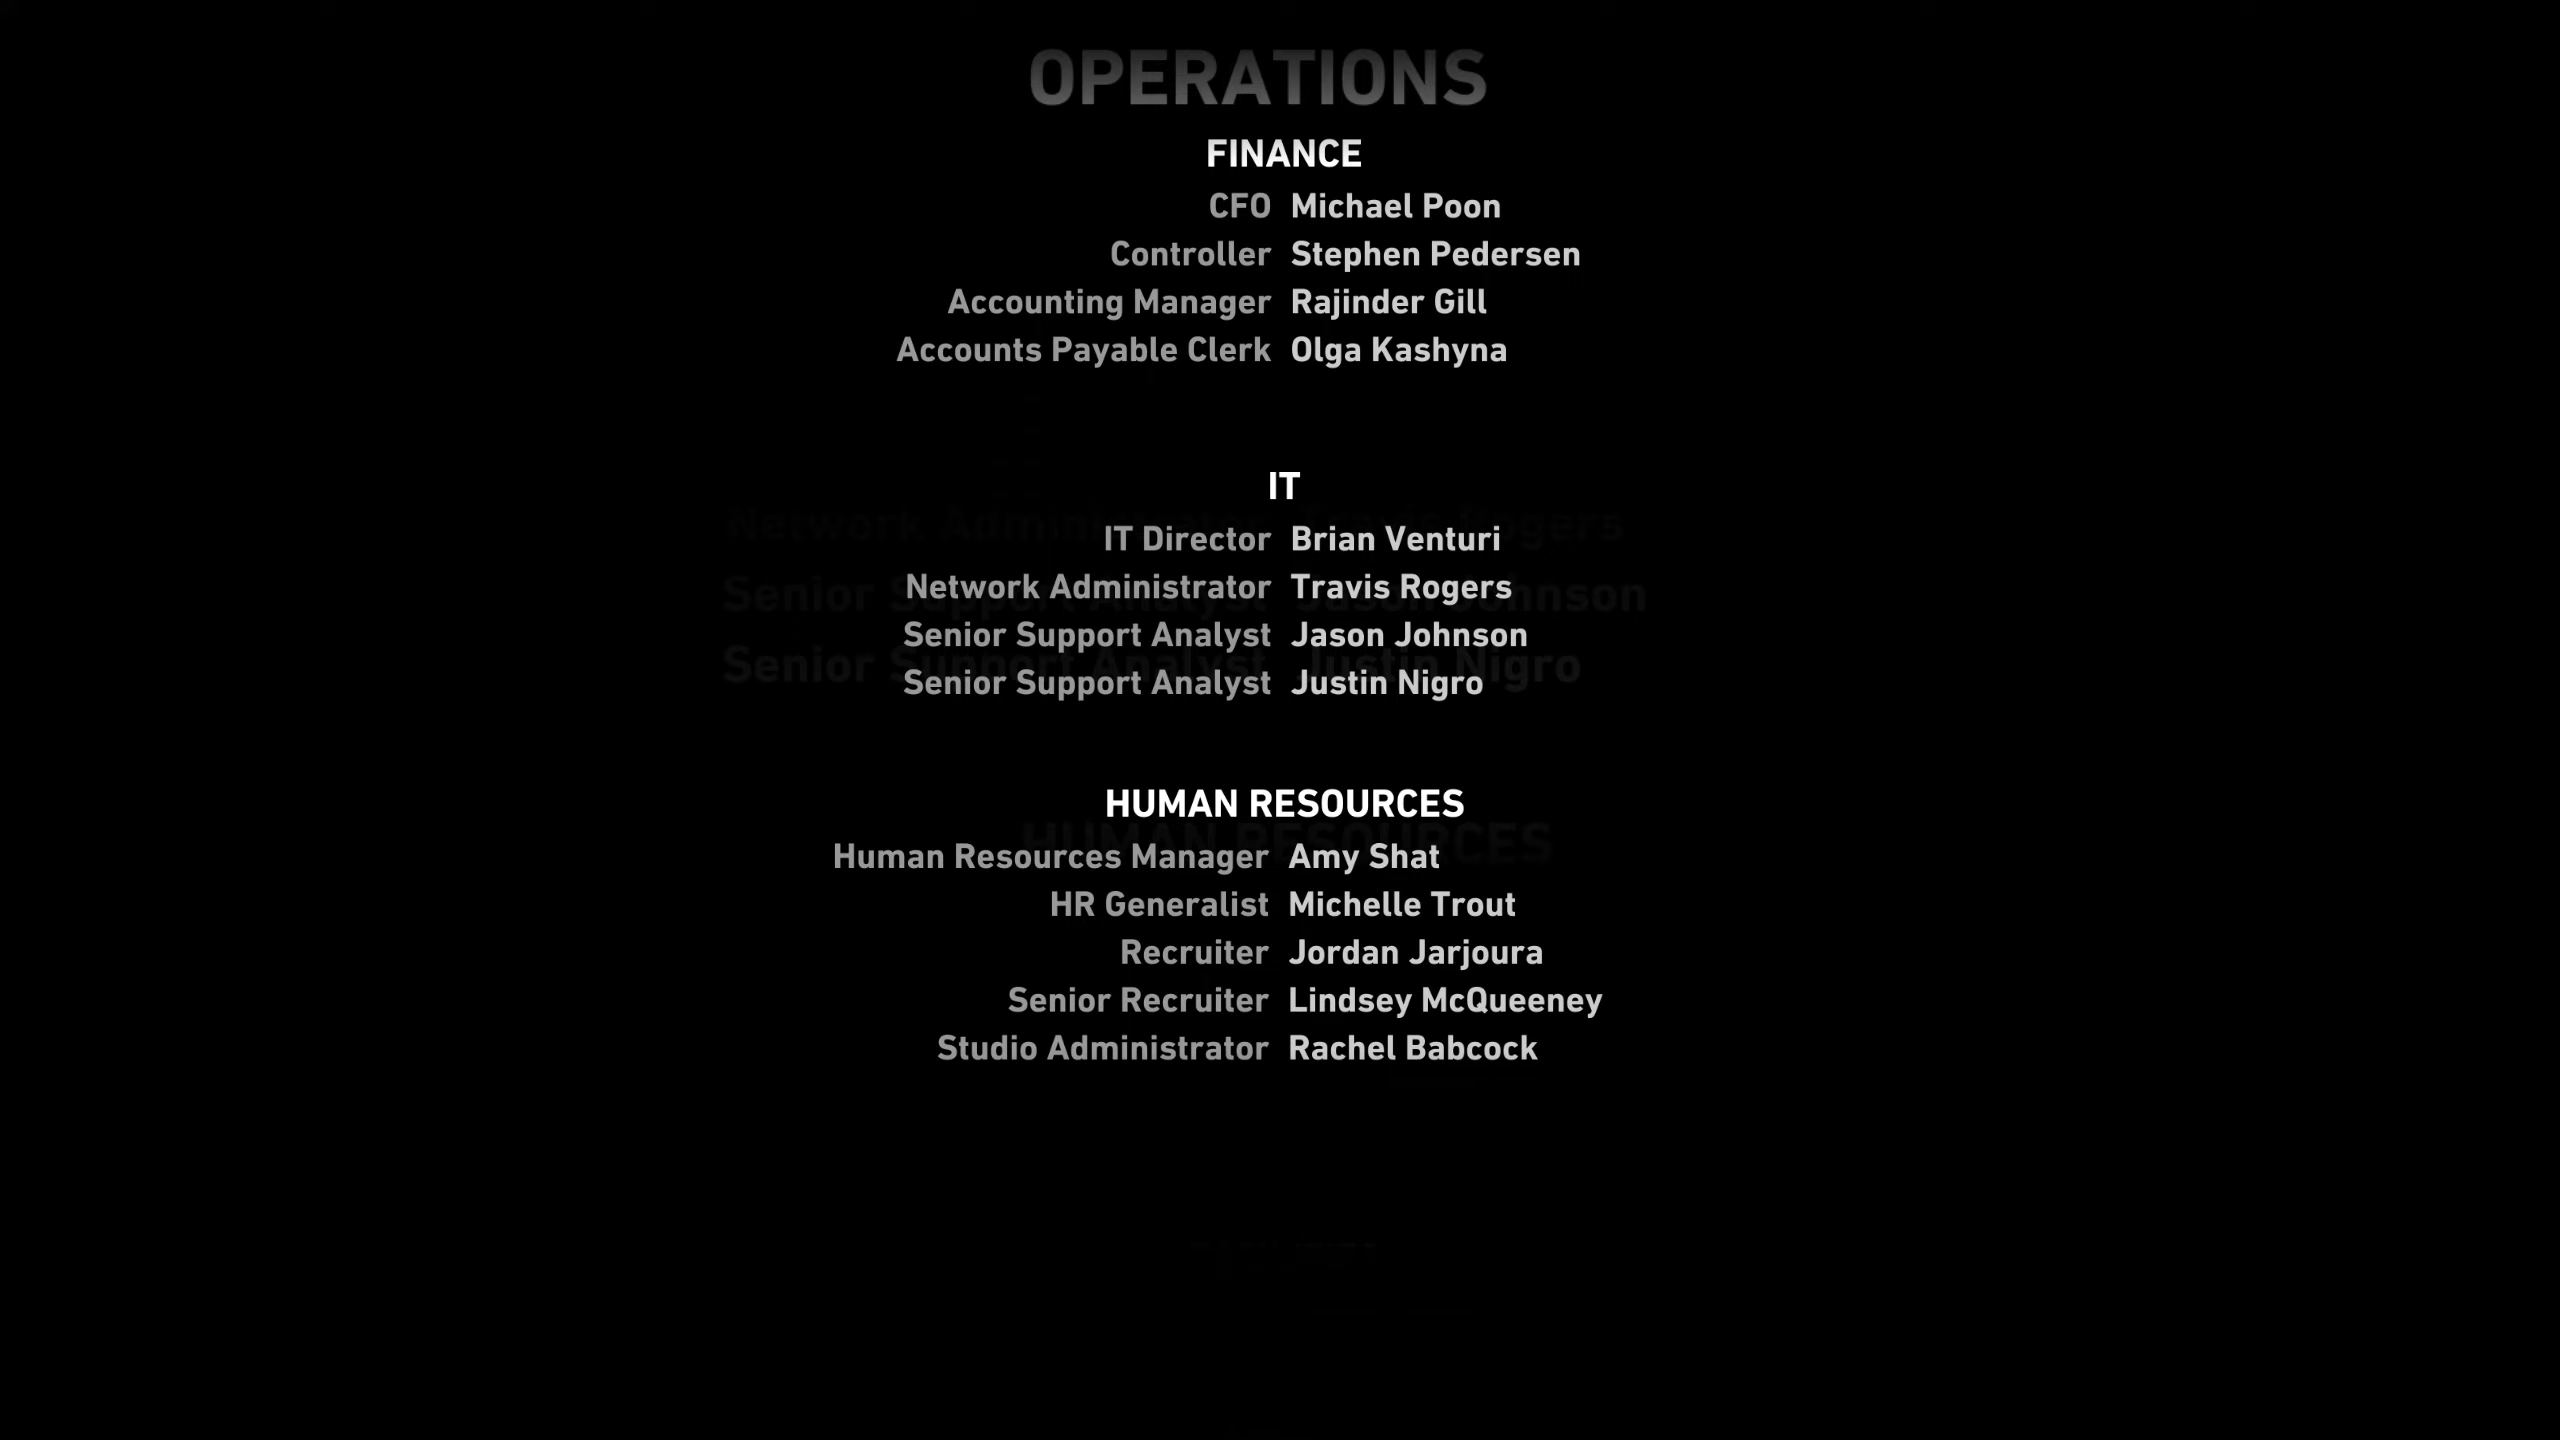 OPERATIONS
FINANCE
CFO Michael Poon
Controller Stephen Pedersen
Accounting Manager Rajinder Gill
Accounts Payable Clerk Olga Kashyna
IT
IT Director Brian Venturi
Network Administrator Travis Rogers
Senior Support Analyst Jason Johnson
Senior Support Analyst Justin Nigro
HUMAN RESOURCES
Human Resources Manager Amy Shat
HR Generalist Michelle Trout
Recruiter Jordan Jarjoura
Senior Recruiter Lindsey McQueeney
Studio Administrator Rachel Babcock